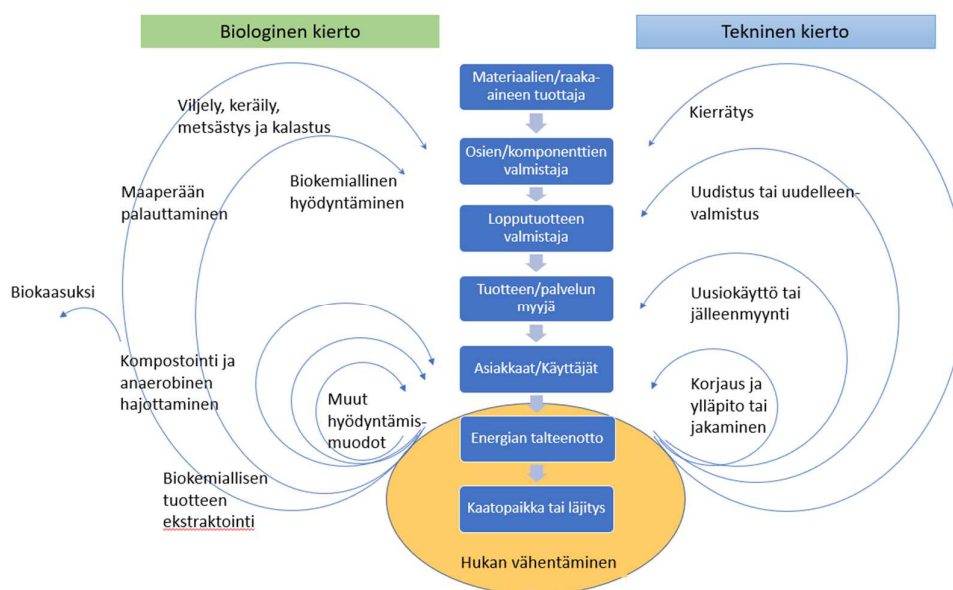 Biologinen kierto
Tekninen kierto
Viljely, keräily,
metsästys ja kalastus
Maaperään
palauttaminen
Biokemiallinen
hyödyntäminen
Biokaasuksi
Kompostointi ja
anaerobinen
hajottaminen
Muut
hyödyntämis-
muodot
Biokemiallisen
tuotteen
ekstraktointi
Materiaalien/raaka-
aineen tuottaja
Osien/komponenttien
valmistaja
Lopputuotteen
valmistaja
Tuotteen/palvelun
myyjä
Asiakkaat/Käyttäjät
Energian talteenotto
Kaatopaikka tai läjitys
Hukan vähentäminen
Kierrätys
Uudistus tai uudelleen-
valmistus
Uusiokäyttö tai
jälleenmyynti
Korjaus ja
ylläpito tai
jakaminen